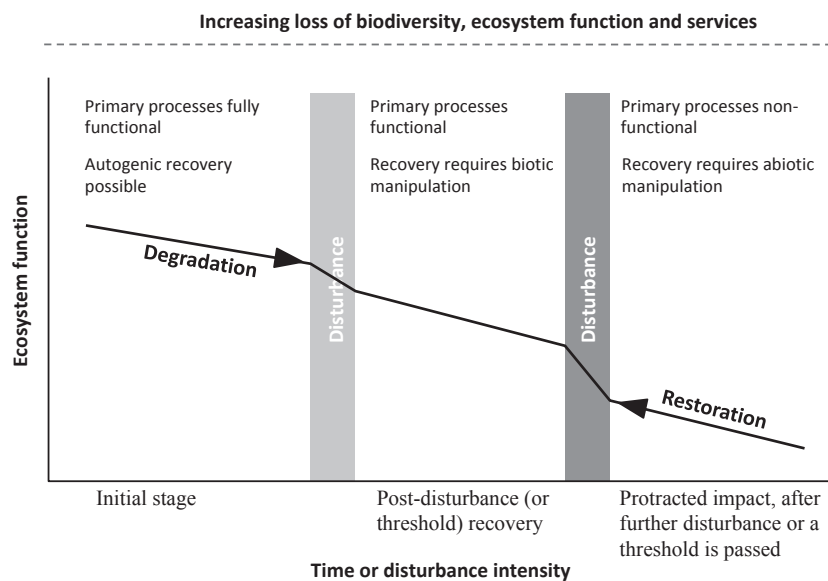 Increasing loss of biodiversity, ecosystem function and services
Primary processes fully
functional
Autogenic recovery
possible
Primary processes
functional
Recovery requires biotic
manipulation
Primary processes non-
functional
Recovery requires abiotic
manipulation
Ecosystem function
Degradation
Disturbance
Disturbance
Restoration
Initial stage
Post-disturbance (or
threshold) recovery
Protracted impact, after
further disturbance or a
threshold is passed
Time or disturbance intensity